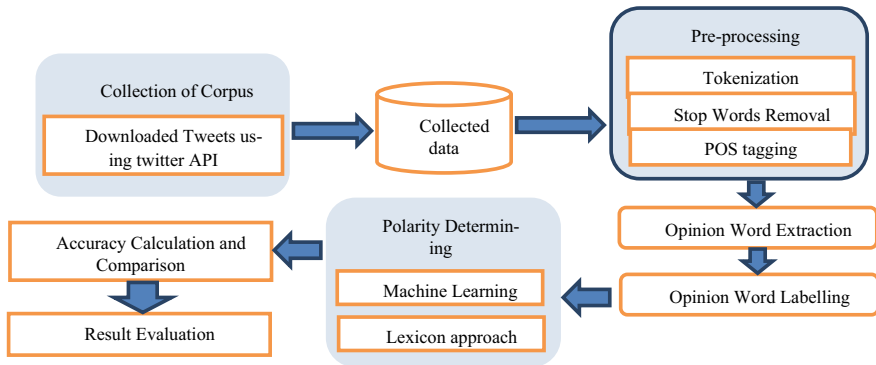 Collection of Corpus
Downloaded Tweets us-
ing twitter API
Collected
data
Pre-processing
Tokenization
Stop Words Removal
POS tagging
Opinion Word Extraction
Opinion Word Labelling
Polarity Determin-
ing
Machine Learning
Lexicon approach
Accuracy Calculation and
Comparison
Result Evaluation